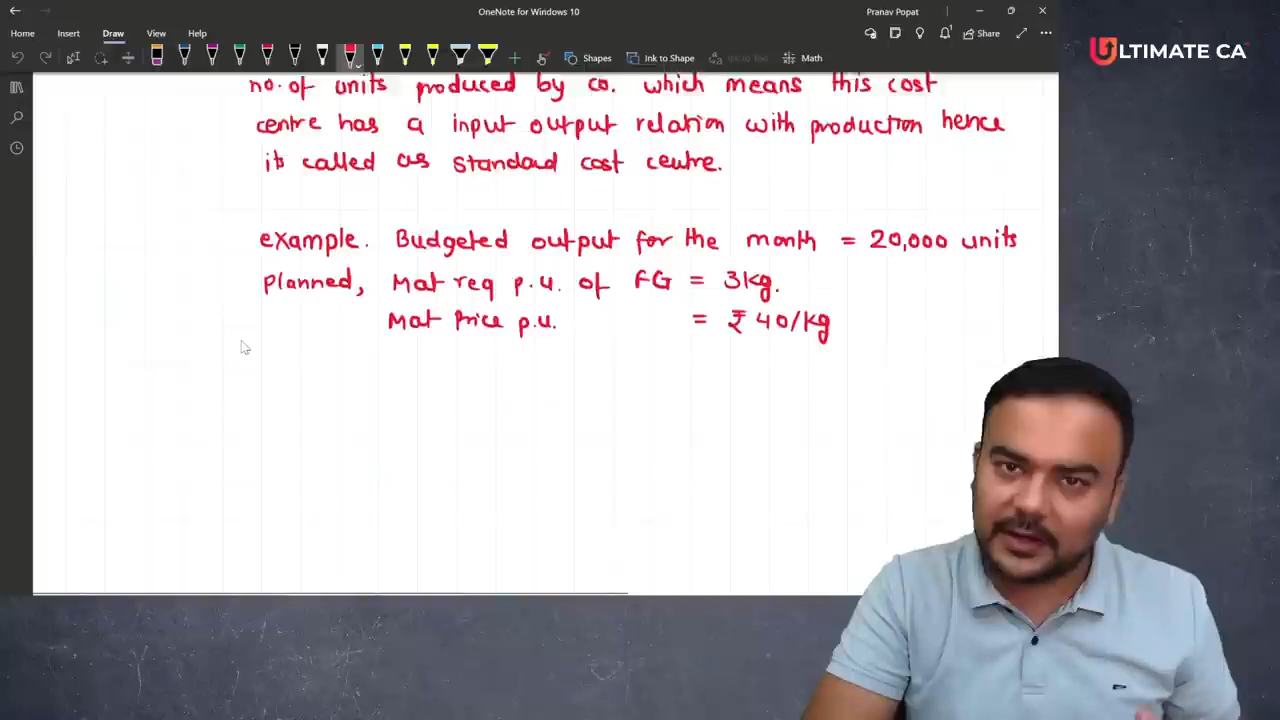 OneNote for Windows 10
Pranav Popat
Home Insert Draw View Help
Share
Shapes Ink to Shape Ink to Text Math
ULTIMATE CA
no. of units produced by co. which means this cost
centre has a input output relation with production hence
its called as standard cost centre.
example. Budgeted output for the month = 20,000 units
planned, Mat req p.u. of FG = 3kg.
Mat Price p.u. = ₹ 40/kg